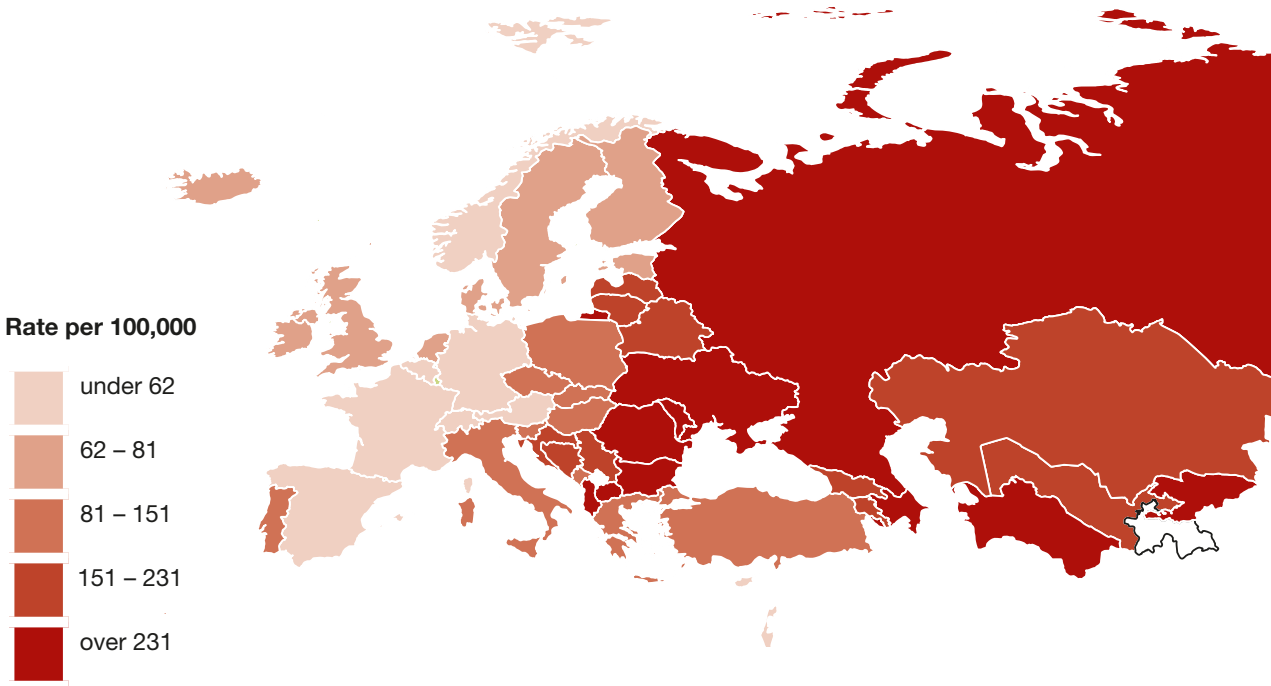 Rate per 100,000
under 62
62 – 81
81 – 151
151 – 231
over 231